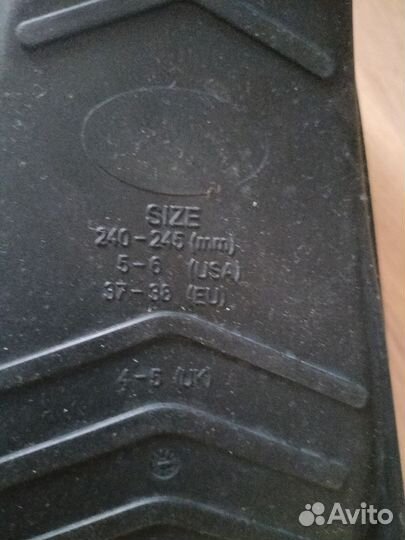 SIZE
240-245 (mm)
5-6 (USA)
37-38 (EU)
4-5 (UK)
Avito